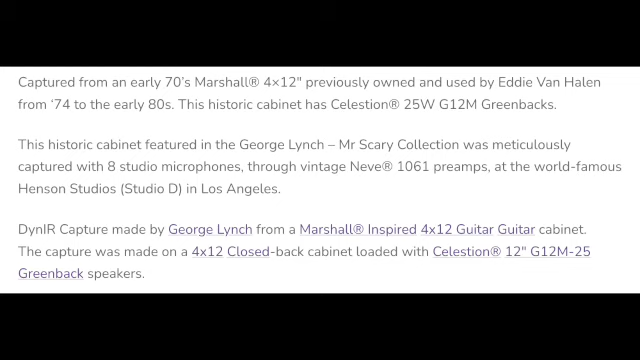 Captured from an early 70's Marshall® 4×12" previously owned and used by Eddie Van Halen
from ‘74 to the early 80s. This historic cabinet has Celestion® 25W G12M Greenbacks.
This historic cabinet featured in the George Lynch – Mr Scary Collection was meticulously
captured with 8 studio microphones, through vintage Neve® 1061 preamps, at the world-famous
Henson Studios (Studio D) in Los Angeles.
DynIR Capture made by George Lynch from a Marshall® Inspired 4x12 Guitar Guitar cabinet.
The capture was made on a 4x12 Closed-back cabinet loaded with Celestion® 12" G12M-25
Greenback speakers.